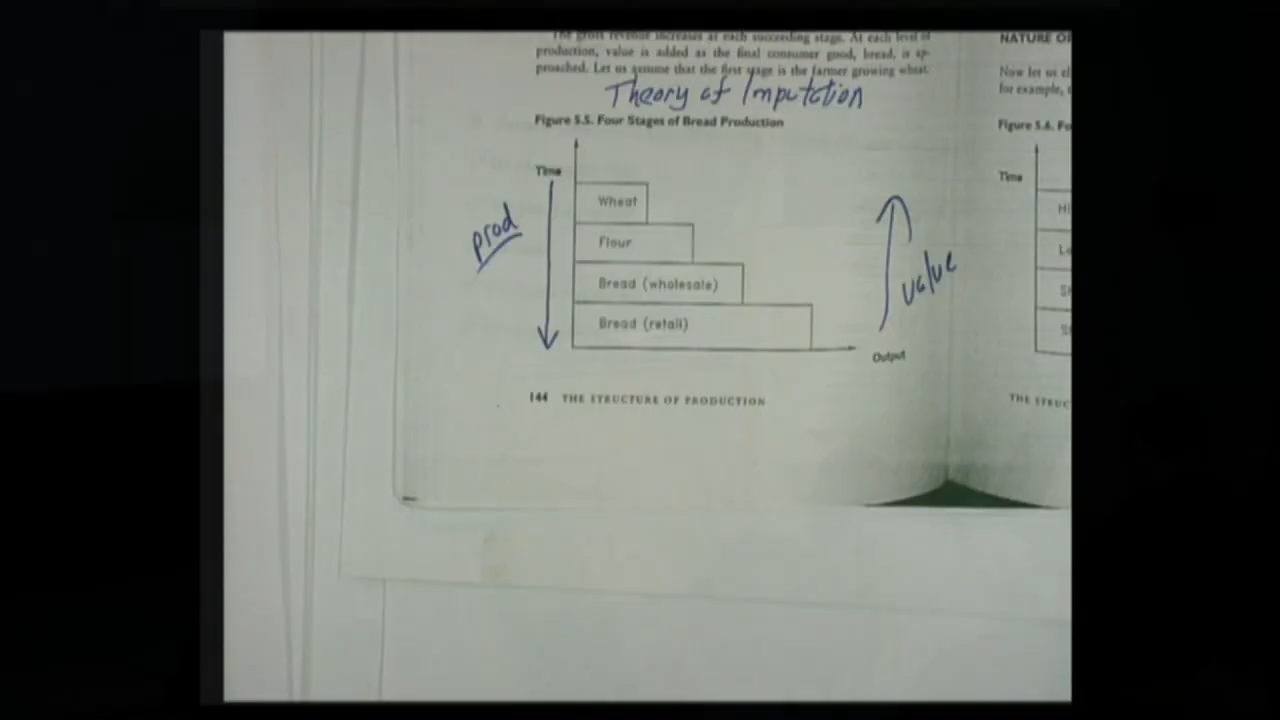 The gross revenue increases at each succeeding stage. At each level of
production, value is added as the final consumer good, bread, is ap-
proached. Let us assume that the first stage is the farmer growing wheat.
Theory of Imputation
Figure 5.5. Four Stages of Bread Production
Time
Wheat
Flour
Bread (wholesale)
Bread (retail)
Output
prod
value
144 THE STRUCTURE OF PRODUCTION
NATURE OF
Now let us
for example,
Figure 5.6.
Time
THE STRUC